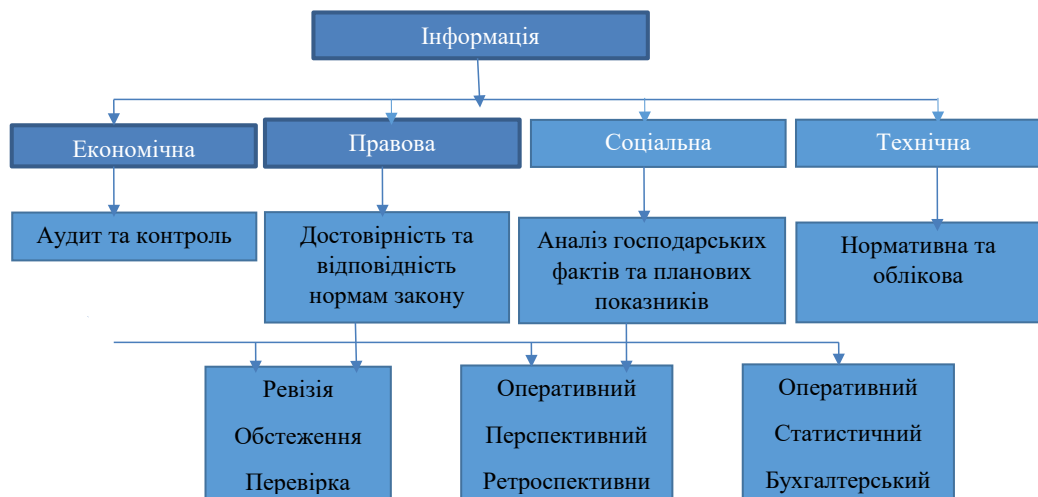 Інформація
Економічна
Правова
Соціальна
Технічна
Аудит та контроль
Достовірність та
відповідність
нормам закону
Аналіз господарських
фактів та планових
показників
Нормативна та
облікова
Ревізія
Обстеження
Перевірка
Оперативний
Перспективний
Ретроспективни
Оперативний
Статистичний
Бухгалтерський